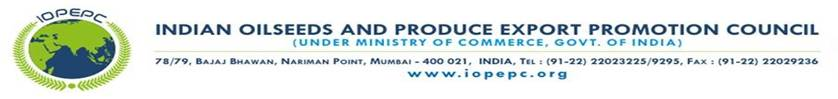 IOPEPC
INDIAN OILSEEDS AND PRODUCE EXPORT PROMOTION COUNCIL
(UNDER MINISTRY OF COMMERCE, GOVT. OF INDIA)
78/79, BAJAJ BHAWAN, NARIMAN POINT, MUMBAI - 400 021, INDIA, TEL : (91-22) 22023225/9295, FAX : (91-22) 22029236
www.iopepc.org